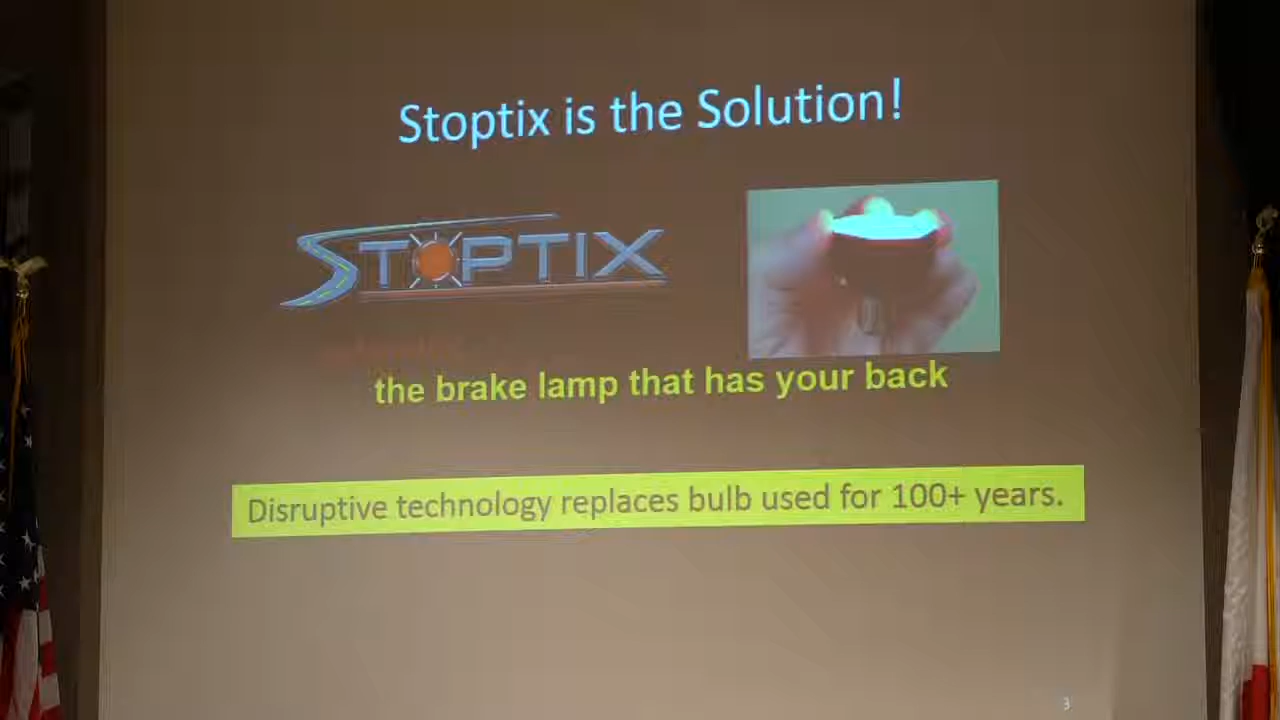 Stoptix is the Solution!
STOPTIX
the brake lamp that has your back
Disruptive technology replaces bulb used for 100+ years.
3